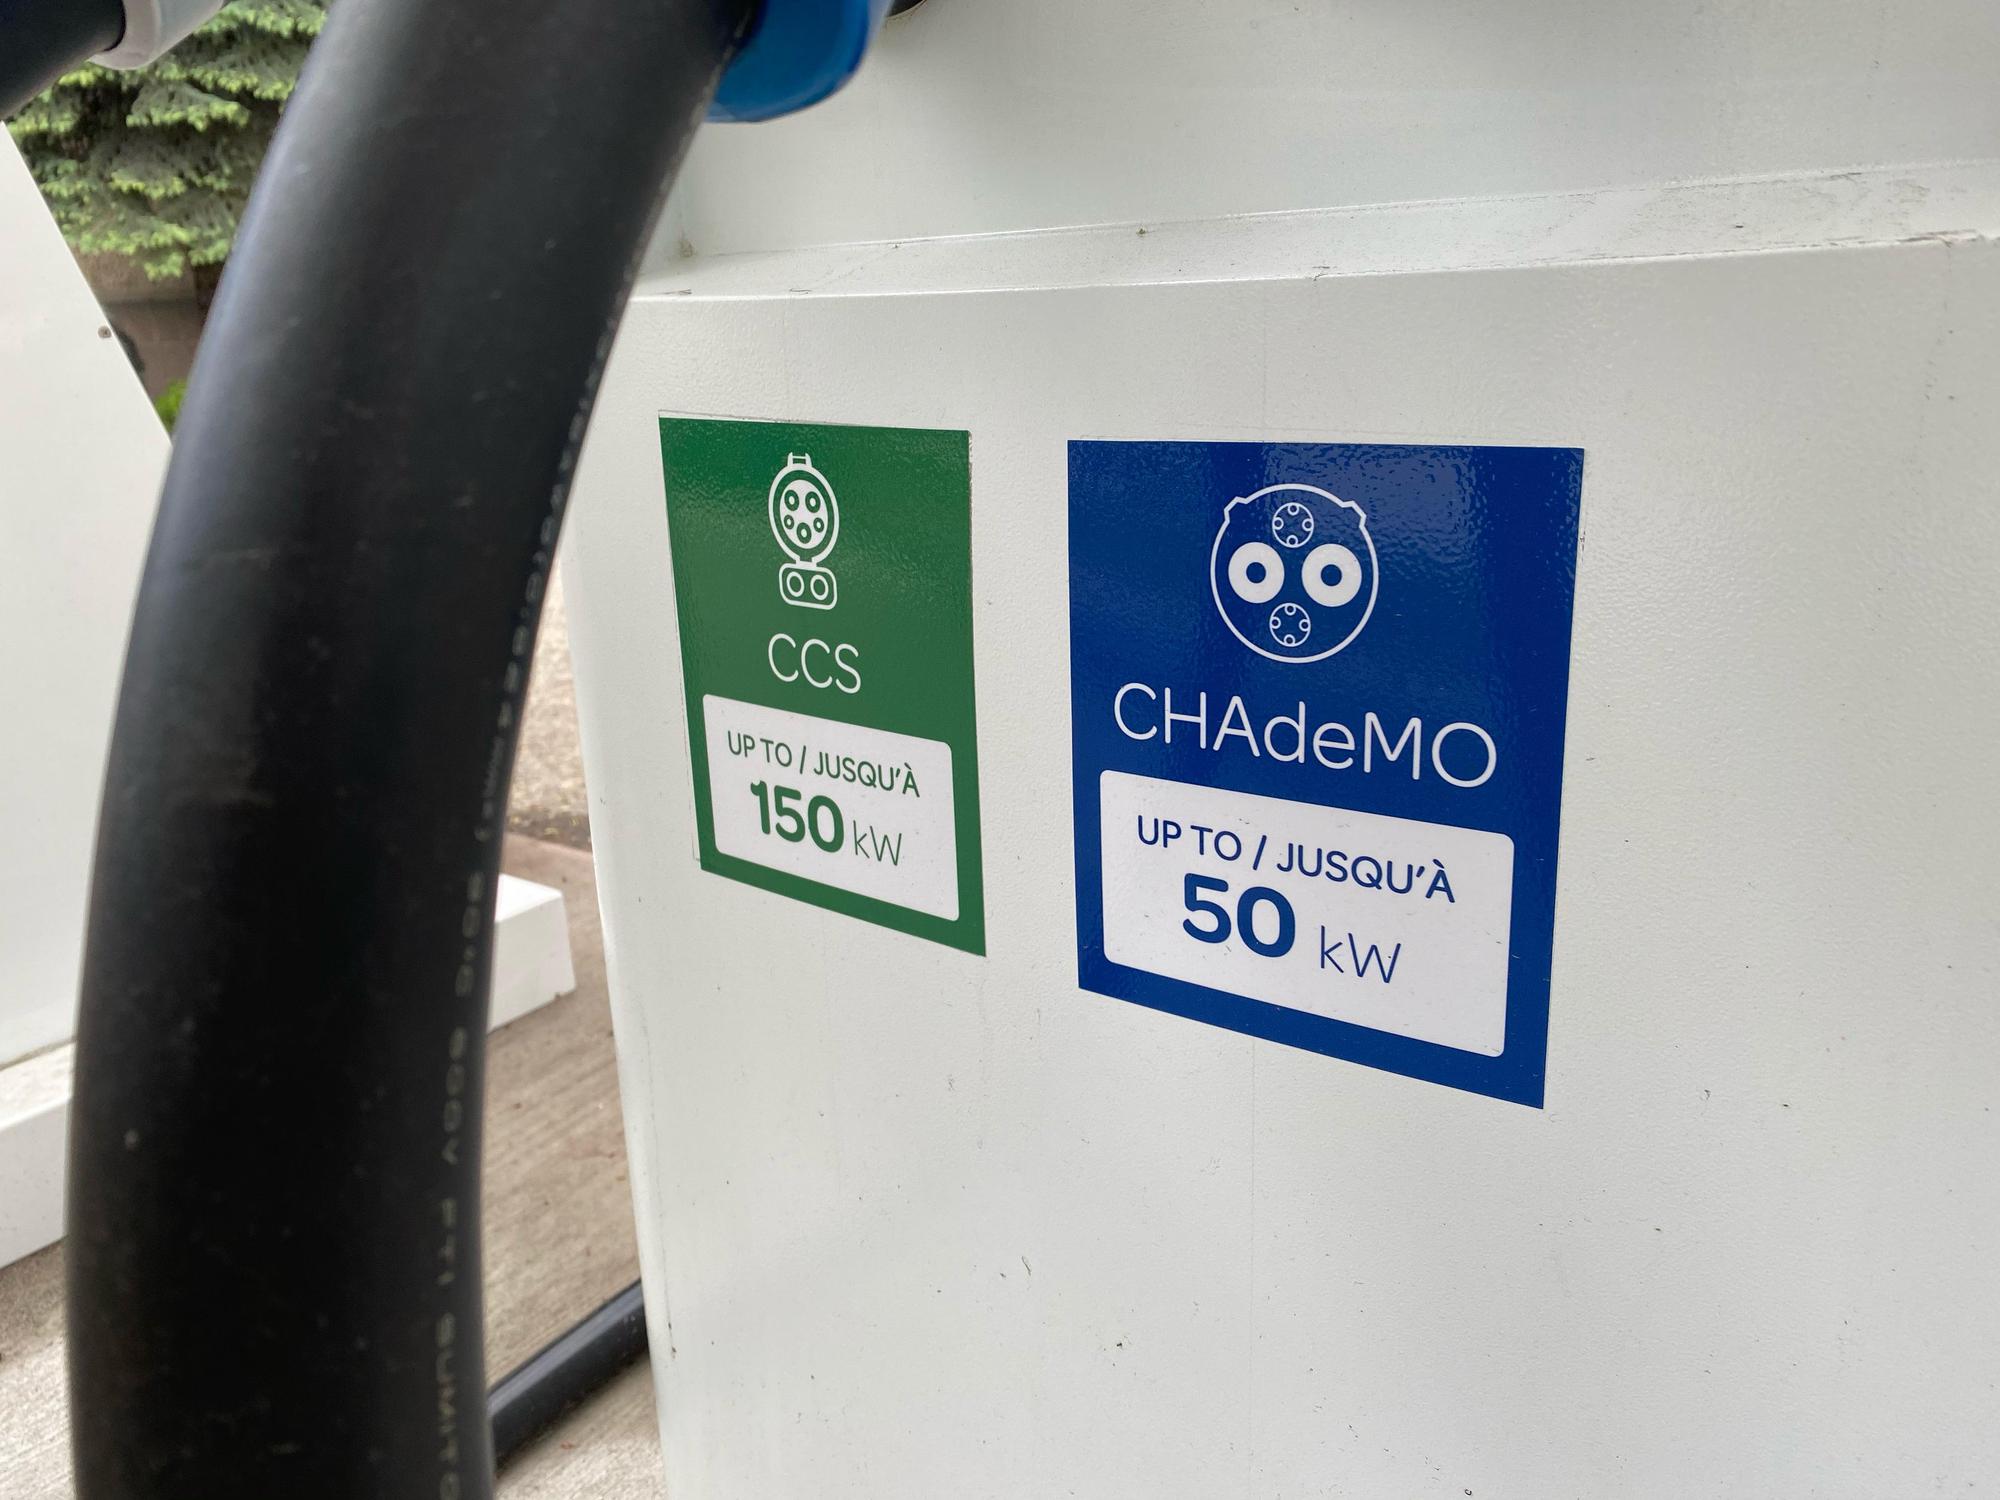 CCS
UP TO / JUSQU'À
150 kW
CHAdeMO
UP TO / JUSQU'À
50 kW